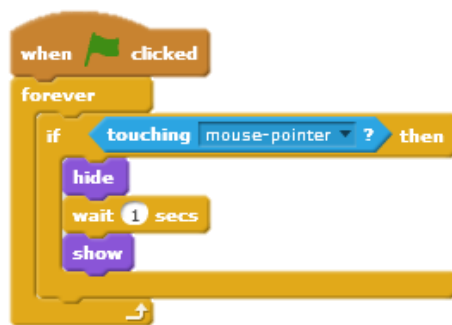 when clicked
forever
if touching mouse-pointer ? then
hide
wait 1 secs
show